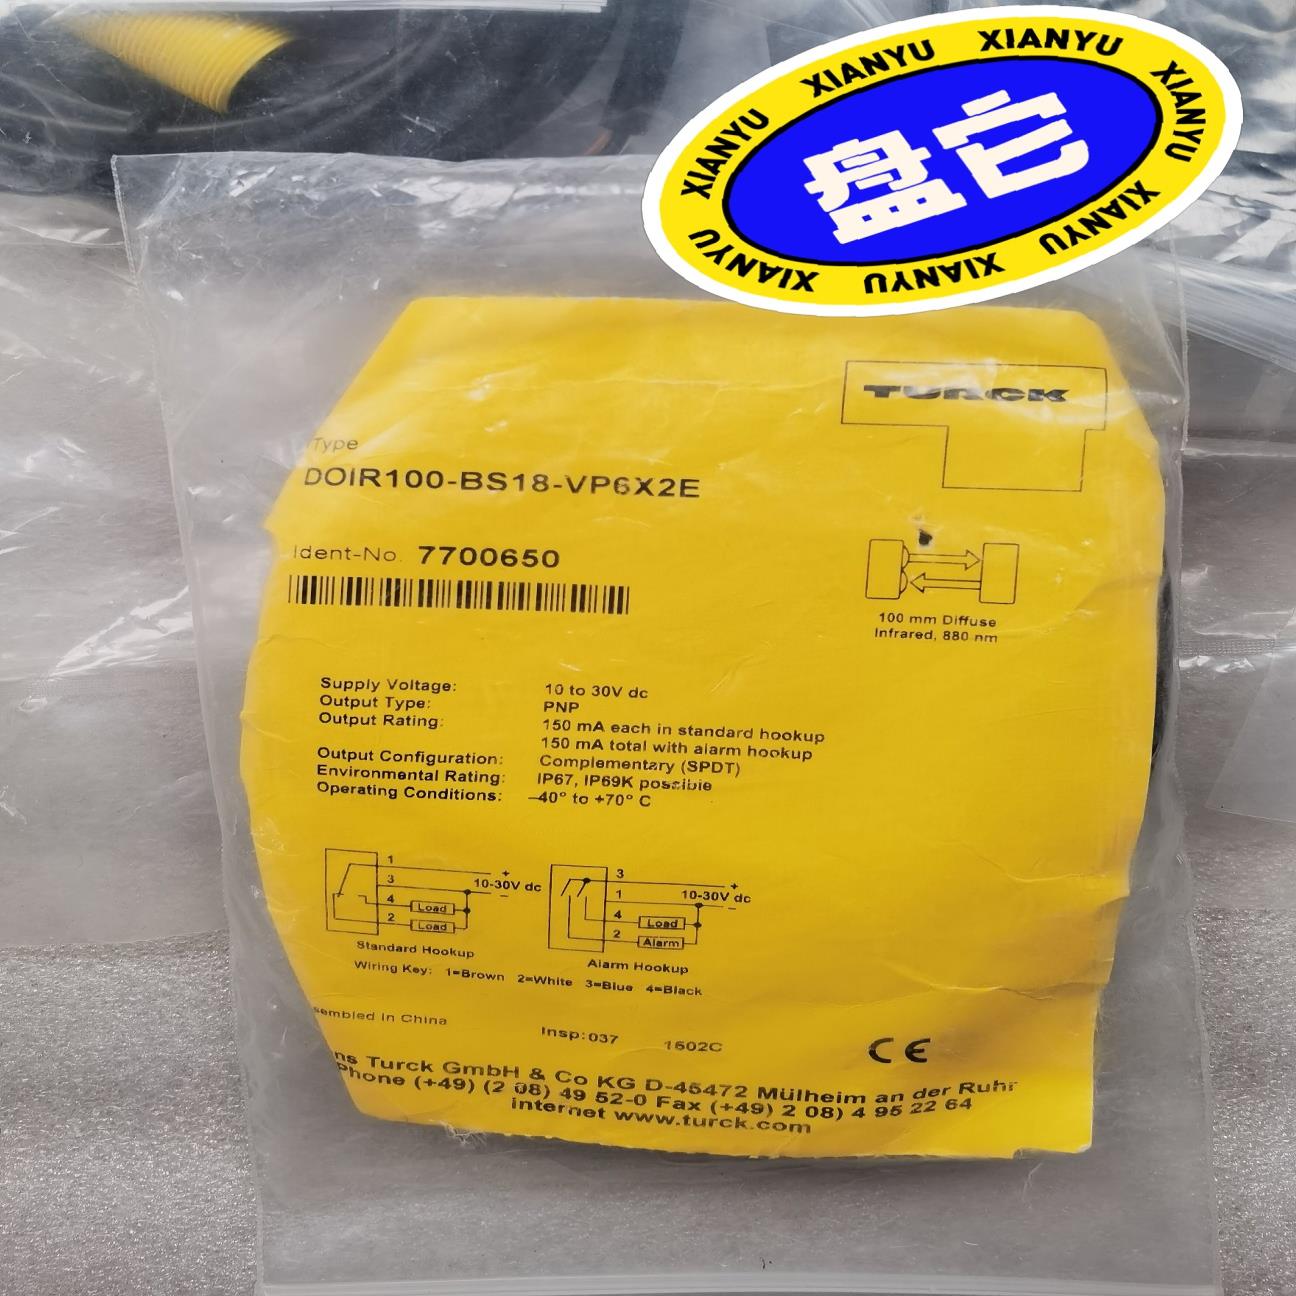 XIANYU XIANYU XIANYU XIANYU XIANYU XIANYU XIANYU XIANYU
盘它
TURCK
Type
DOIR100-BS18-VP6X2E
Ident-No. 7700650
100 mm Diffuse
Infrared, 880 nm
Supply Voltage: 10 to 30V dc
Output Type: PNP
Output Rating: 150 mA each in standard hookup
150 mA total with alarm hookup
Output Configuration: Complementary (SPDT)
Environmental Rating: IP67, IP69K possible
Operating Conditions: –40° to +70° C
1
3
4
2
+
10-30V dc
–
Load
Load
Standard Hookup
3
1
4
2
+
10-30V dc
–
Load
Alarm
Alarm Hookup
Wiring Key: 1=Brown 2=White 3=Blue 4=Black
sembled in China
Insp:037 1602C
CE
ns Turck GmbH & Co KG D-45472 Mülheim an der Ruhr
Phone (+49) (2 08) 49 52-0 Fax (+49) 2 08) 4 95 22 64
internet www.turck.com